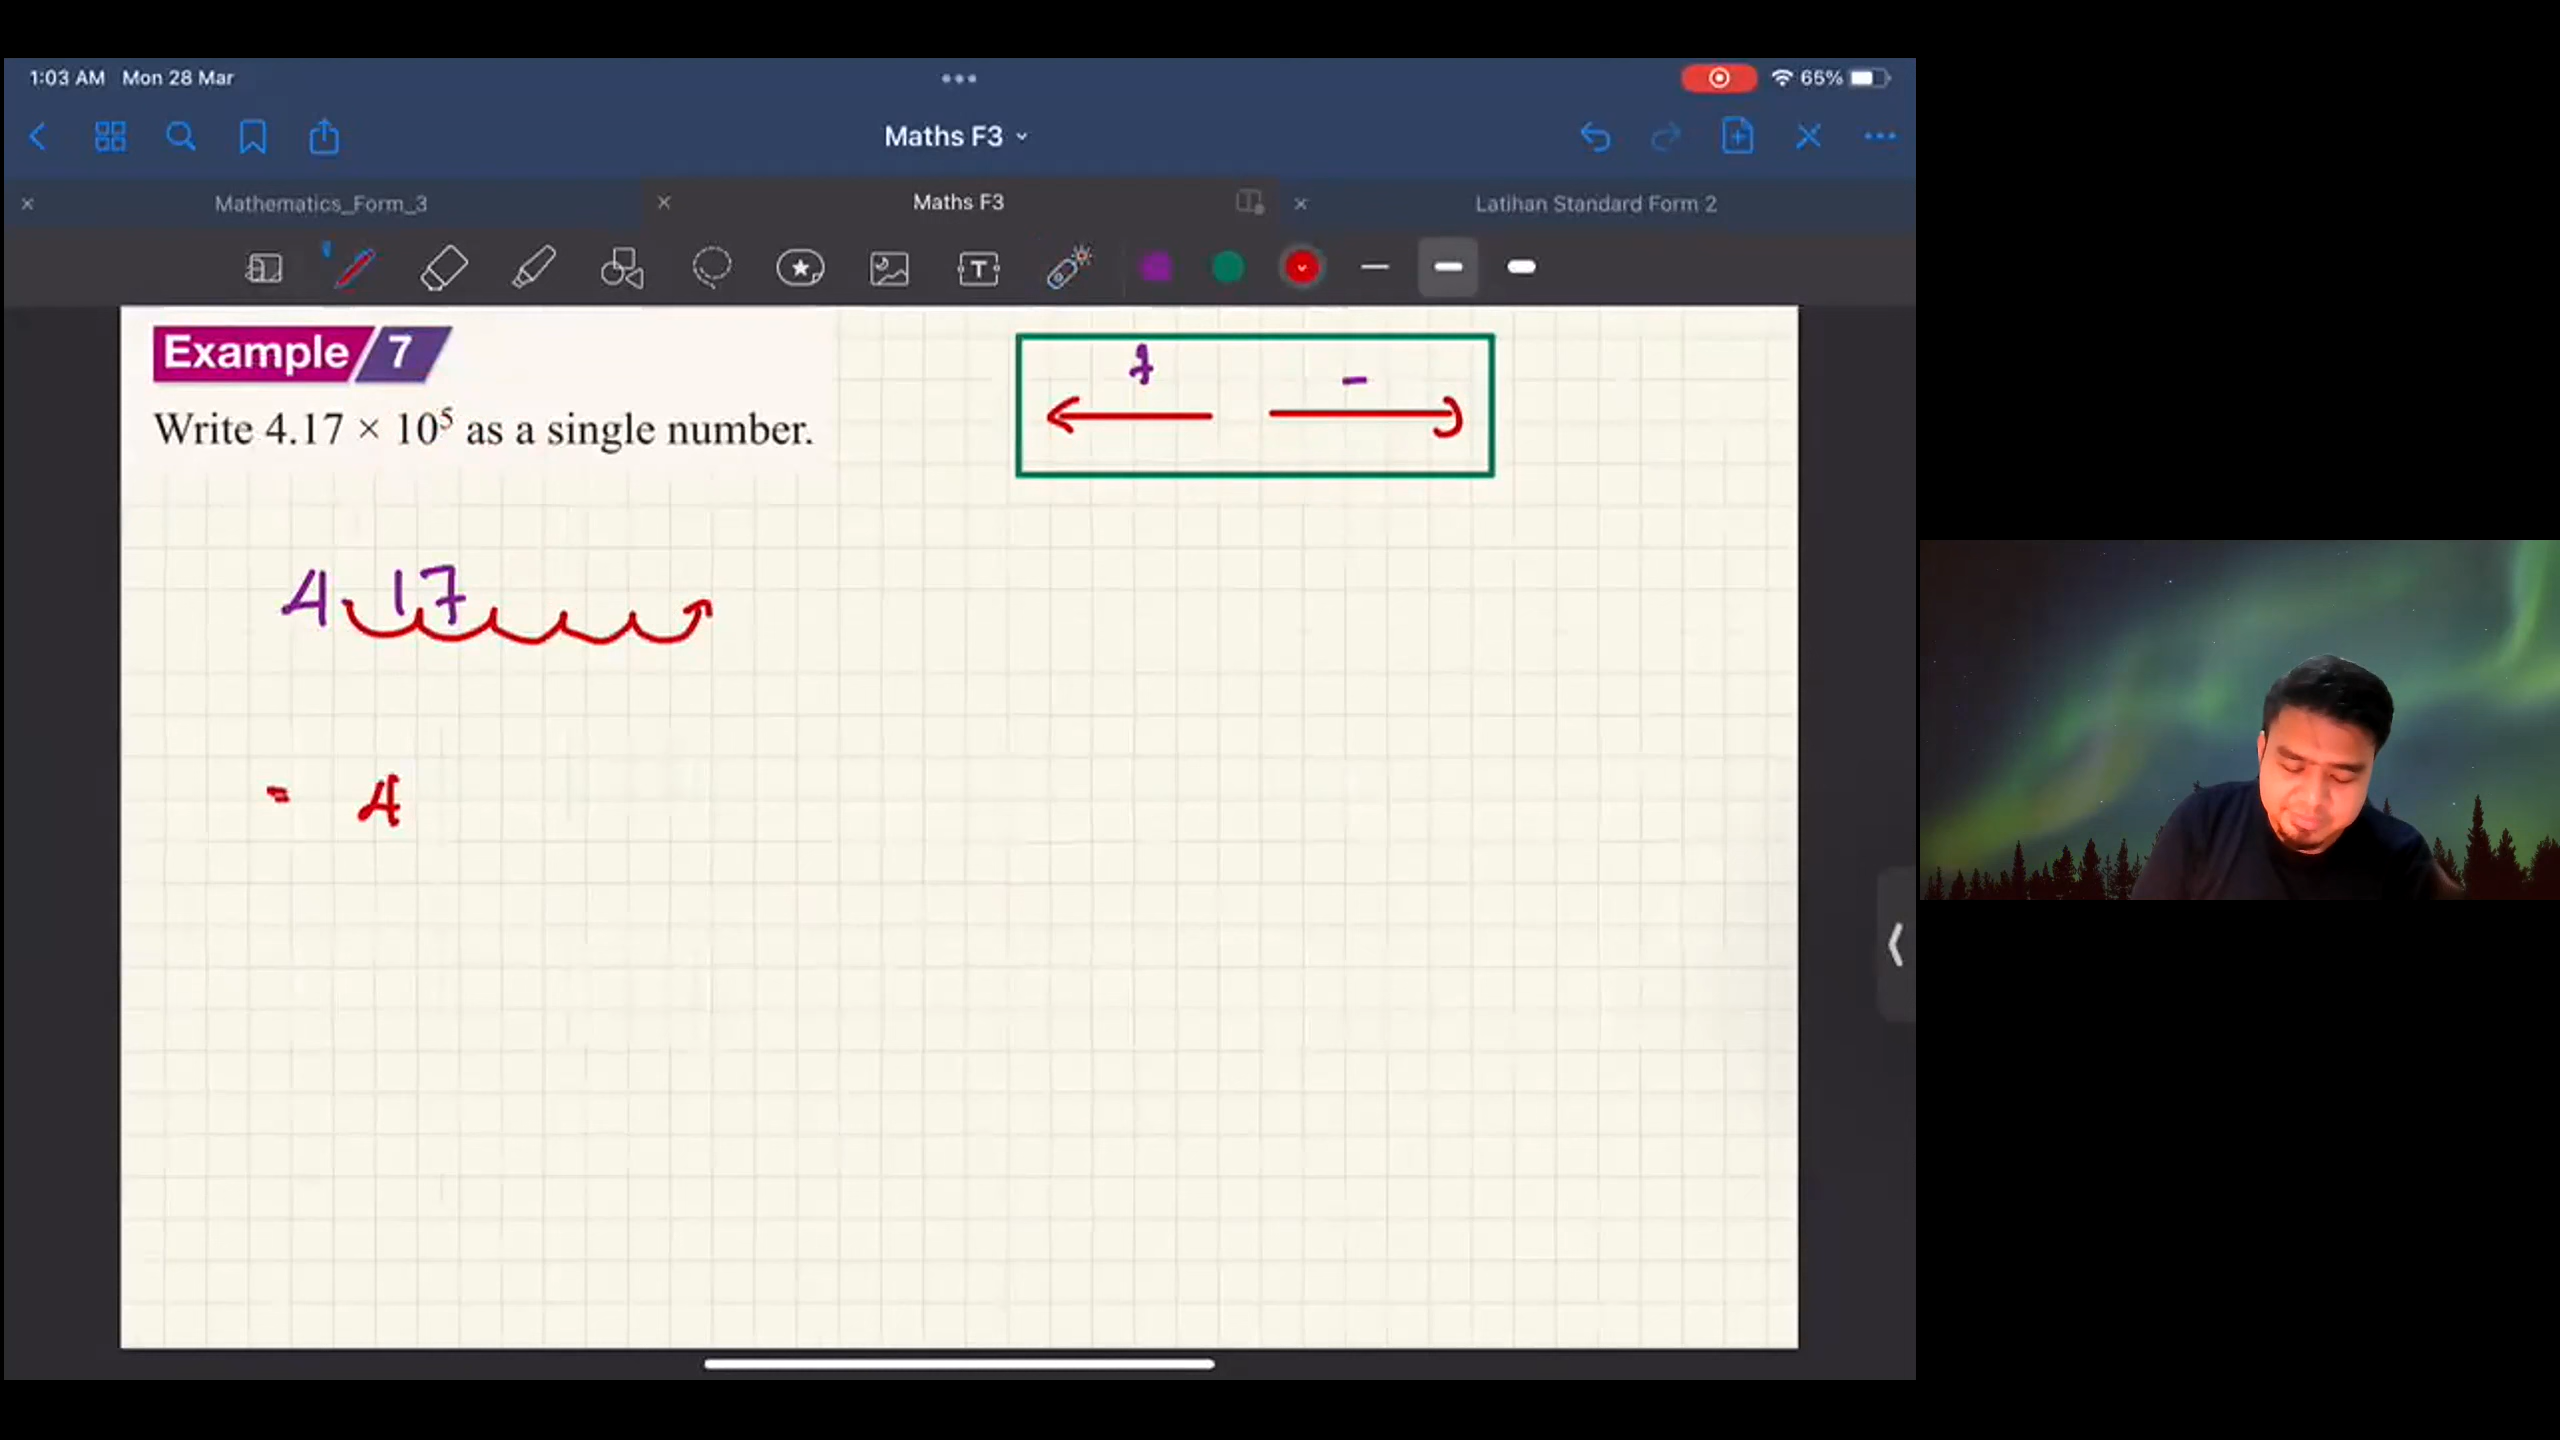 1:03 AM Mon 28 Mar
65%
Maths F3
Mathematics_Form_3
Maths F3
Latihan Standard Form 2
T
Example 7
+ -
Write 4.17 × 10⁵ as a single number.
4 17
= 4